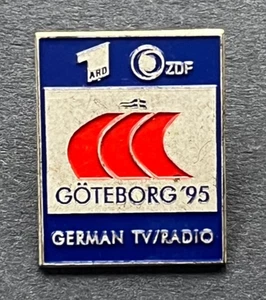 1 ARD ZDF
GÖTEBORG '95
GERMAN TV/RADIO